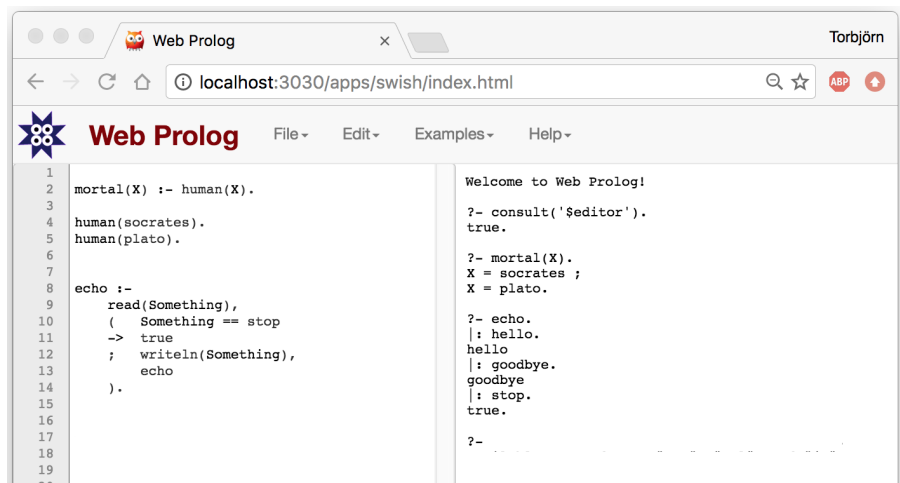 Web Prolog ×
Torbjörn
localhost:3030/apps/swish/index.html
ABP
Web Prolog File Edit Examples Help
1
2 mortal(X) :- human(X).
3
4 human(socrates).
5 human(plato).
6
7
8 echo :-
9     read(Something),
10     (   Something == stop
11     ->  true
12     ;   writeln(Something),
13         echo
14     ).
15
16
17
18
19
Welcome to Web Prolog!
?- consult('$editor').
true.
?- mortal(X).
X = socrates ;
X = plato.
?- echo.
|: hello.
hello
|: goodbye.
goodbye
|: stop.
true.
?-